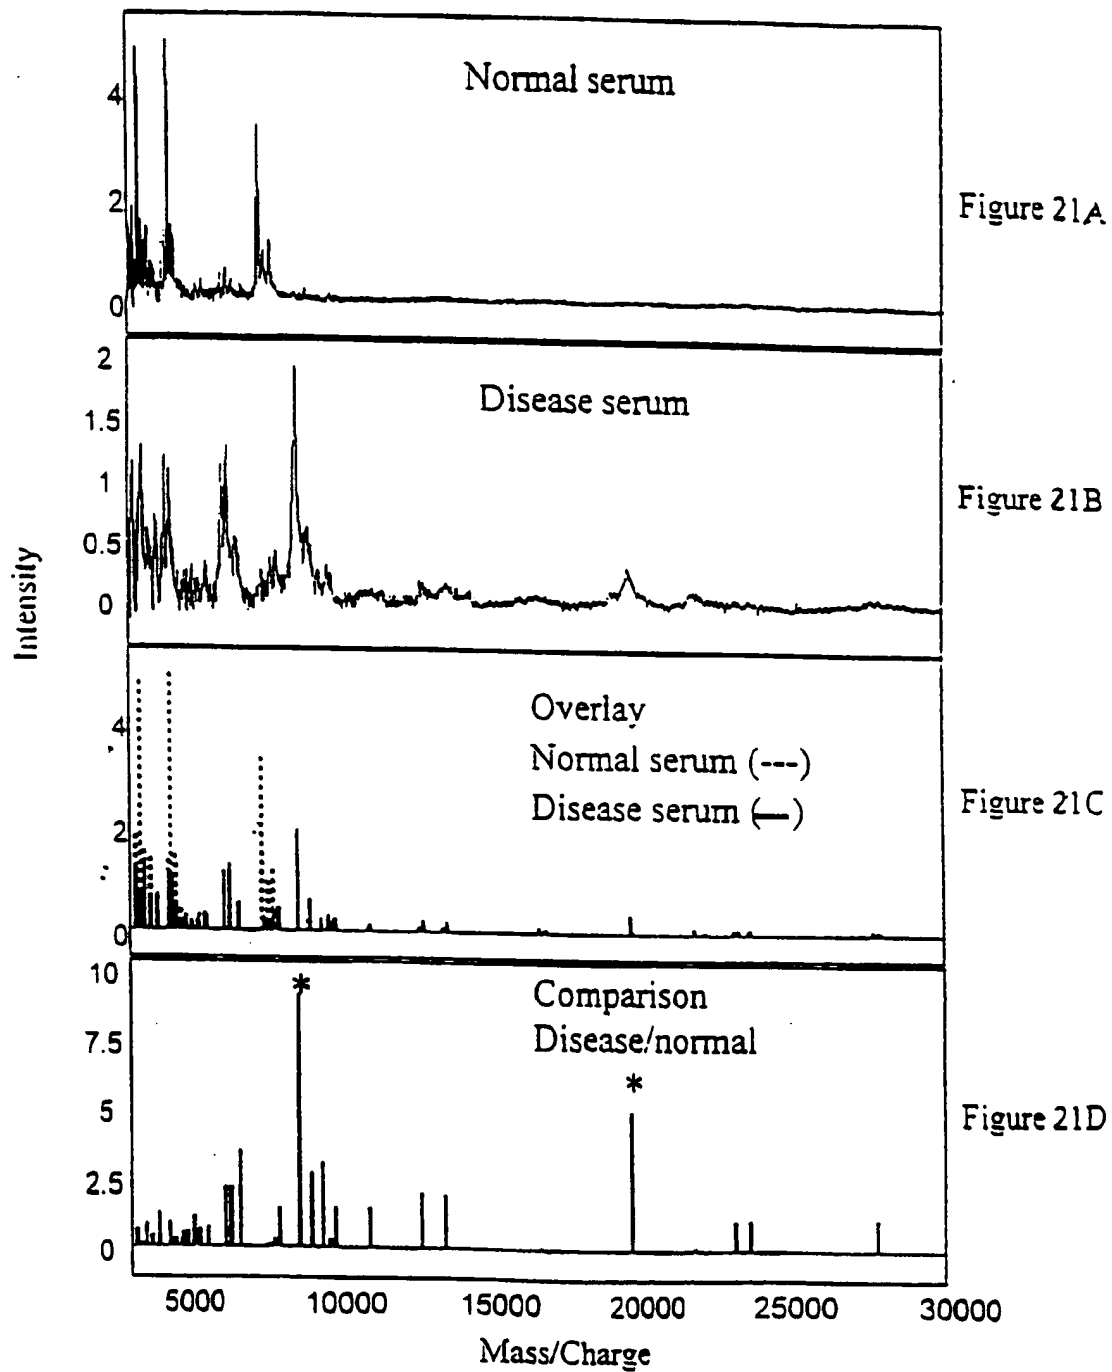 Normal serum
4
2
0
Figure 21A
Disease serum
2
1.5
1
0.5
0
Figure 21B
Intensity
Overlay
Normal serum (---)
Disease serum (—)
4
2
0
Figure 21C
Comparison
Disease/normal
10
7.5
5
2.5
0
*
*
Figure 21D
5000 10000 15000 20000 25000 30000
Mass/Charge